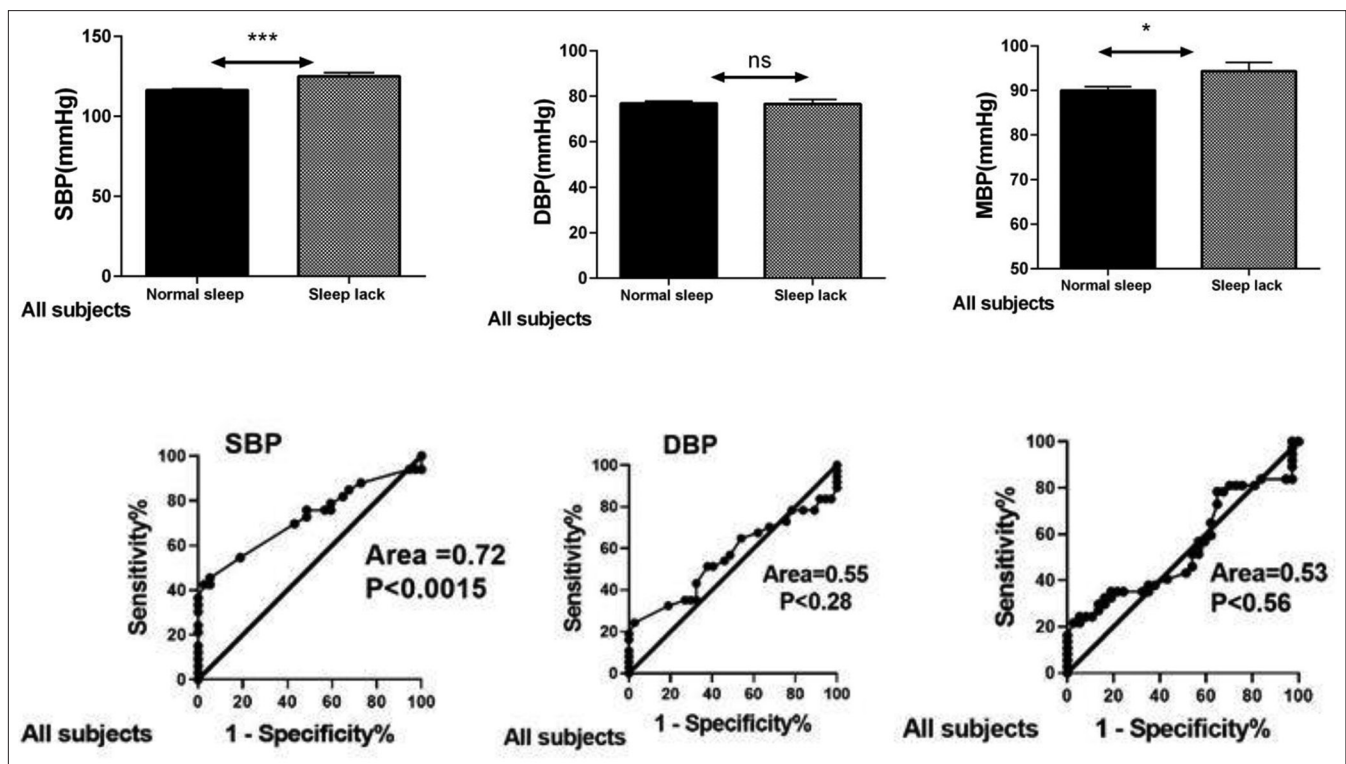 ***
SBP(mmHg)
150
100
50
0
Normal sleep
Sleep lack
All subjects
ns
DBP(mmHg)
100
80
60
40
20
0
Normal sleep
Sleep lack
All subjects
*
MBP(mmHg)
100
90
80
70
60
50
Normal sleep
Sleep lack
All subjects
SBP
Sensitivity%
100
80
60
40
20
0
Area =0.72
P<0.0015
0 20 40 60 80 100
1 - Specificity%
All subjects
DBP
Sensitivity%
100
80
60
40
20
0
Area=0.55
P<0.28
0 20 40 60 80 100
1 - Specificity%
All subjects
Sensitivity%
100
80
60
40
20
0
Area=0.53
P<0.56
0 20 40 60 80 100
1 - Specificity%
All subjects